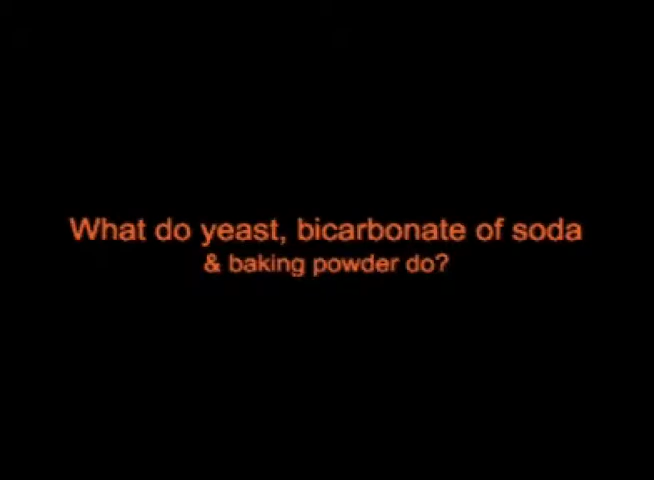 What do yeast, bicarbonate of soda
& baking powder do?